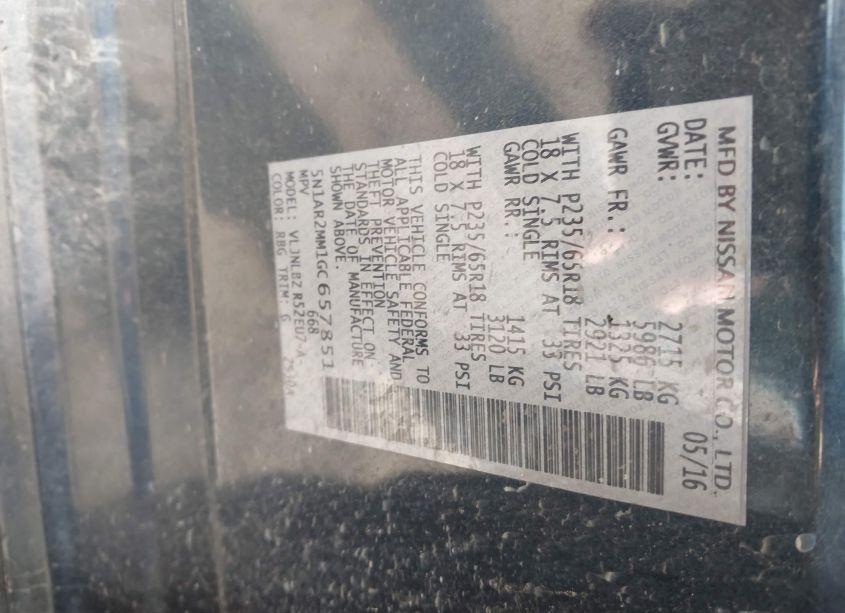 MFD BY NISSAN MOTOR CO., LTD.
DATE: 05/16
GVWR: 2715 KG
5986 LB
GAWR FR.: 1325 KG
2921 LB
WITH P235/65R18 TIRES
18 X 7.5 RIMS AT 33 PSI
COLD SINGLE
GAWR RR.: 1415 KG
3120 LB
WITH P235/65R18 TIRES
18 X 7.5 RIMS AT 33 PSI
COLD SINGLE
THIS VEHICLE CONFORMS TO
ALL APPLICABLE FEDERAL
MOTOR VEHICLE SAFETY AND
THEFT PREVENTION
STANDARDS IN EFFECT ON
THE DATE OF MANUFACTURE
SHOWN ABOVE.
5N1AR2MM1GC657851
MPV 668
MODEL: VLJNLBZ R52EU7-A-
COLOR: RBG TRIM: G